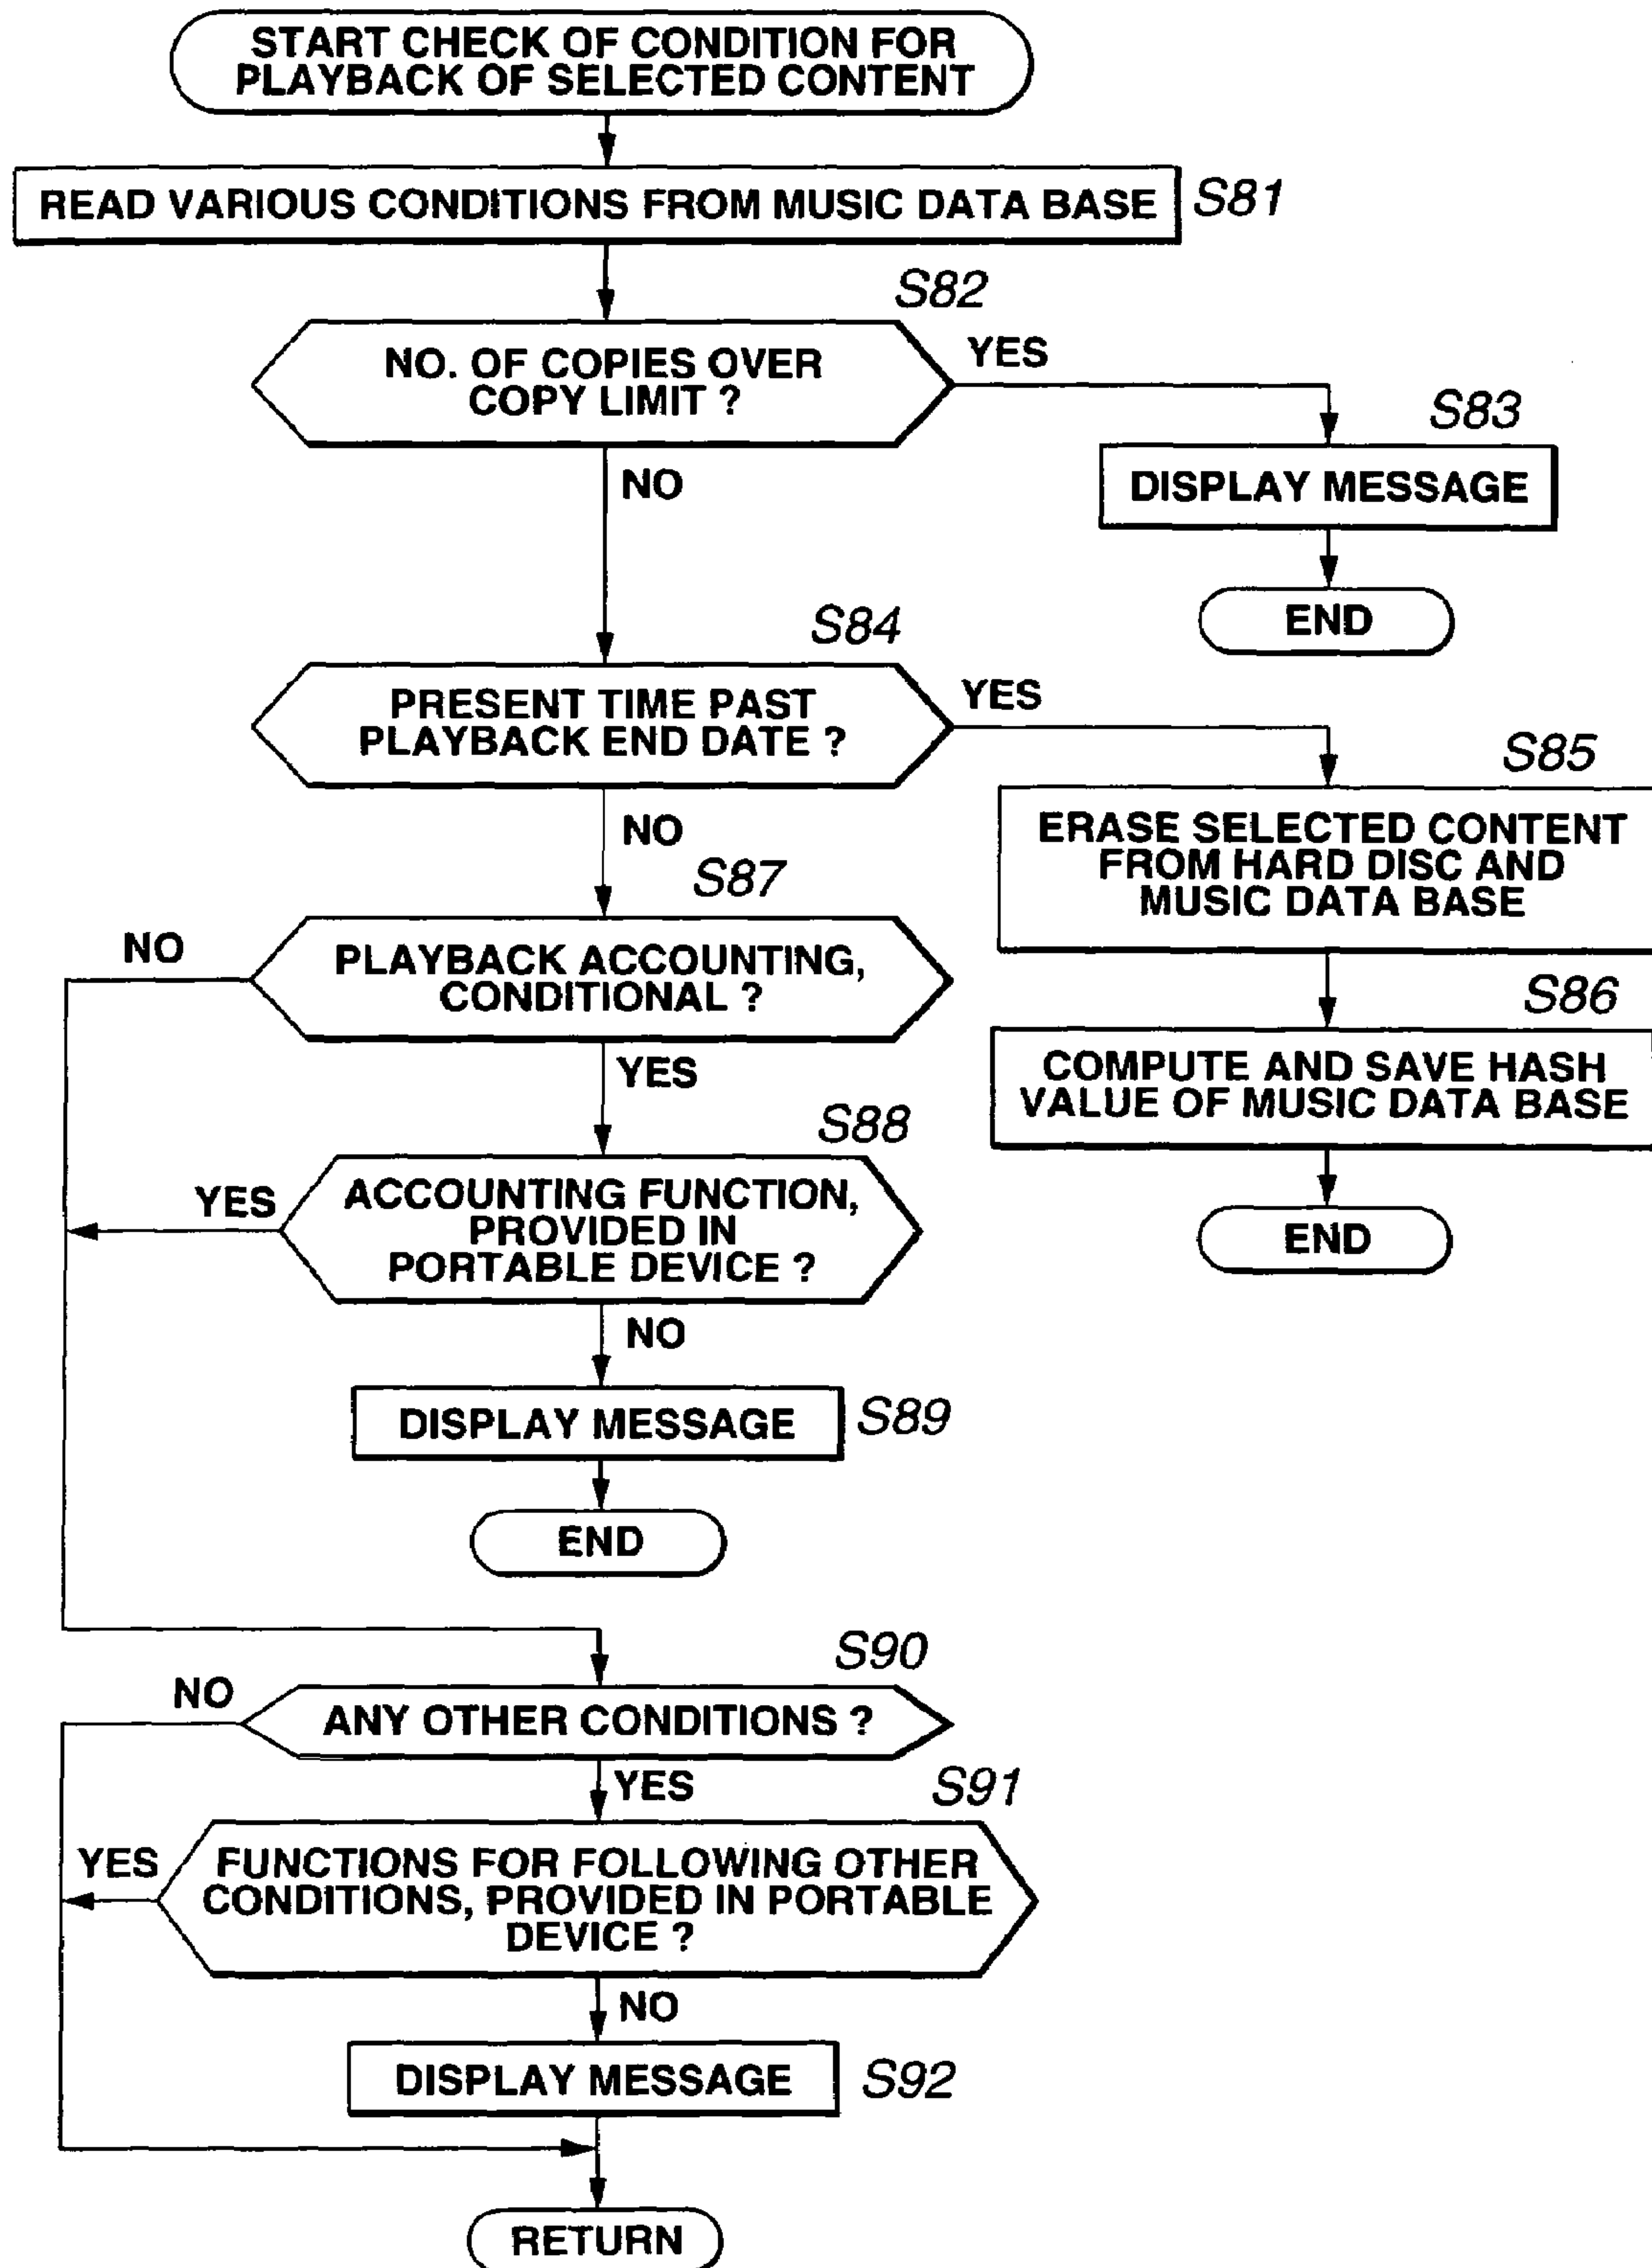 START CHECK OF CONDITION FOR
PLAYBACK OF SELECTED CONTENT
READ VARIOUS CONDITIONS FROM MUSIC DATA BASE
S81
S82
NO. OF COPIES OVER
COPY LIMIT ?
YES
NO
S83
DISPLAY MESSAGE
END
S84
PRESENT TIME PAST
PLAYBACK END DATE ?
YES
NO
S85
ERASE SELECTED CONTENT
FROM HARD DISC AND
MUSIC DATA BASE
S86
COMPUTE AND SAVE HASH
VALUE OF MUSIC DATA BASE
END
S87
NO
PLAYBACK ACCOUNTING,
CONDITIONAL ?
YES
S88
YES
ACCOUNTING FUNCTION,
PROVIDED IN
PORTABLE DEVICE ?
NO
DISPLAY MESSAGE
S89
END
S90
NO
ANY OTHER CONDITIONS ?
YES
S91
YES
FUNCTIONS FOR FOLLOWING OTHER
CONDITIONS, PROVIDED IN PORTABLE
DEVICE ?
NO
DISPLAY MESSAGE
S92
RETURN